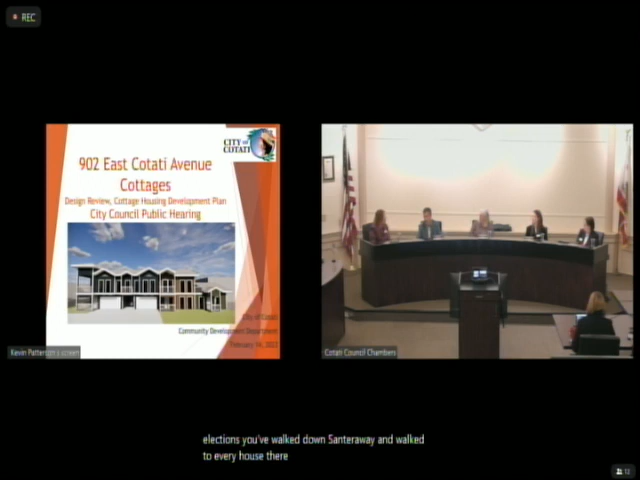 REC
CITY OF
COTATI
902 East Cotati Avenue
Cottages
Design Review, Cottage Housing Development Plan
City Council Public Hearing
City of Cotati
Community Development Department
Kevin Patterson's screen
Cotati Council Chambers
elections you've walked down Santeraway and walked
to every house there